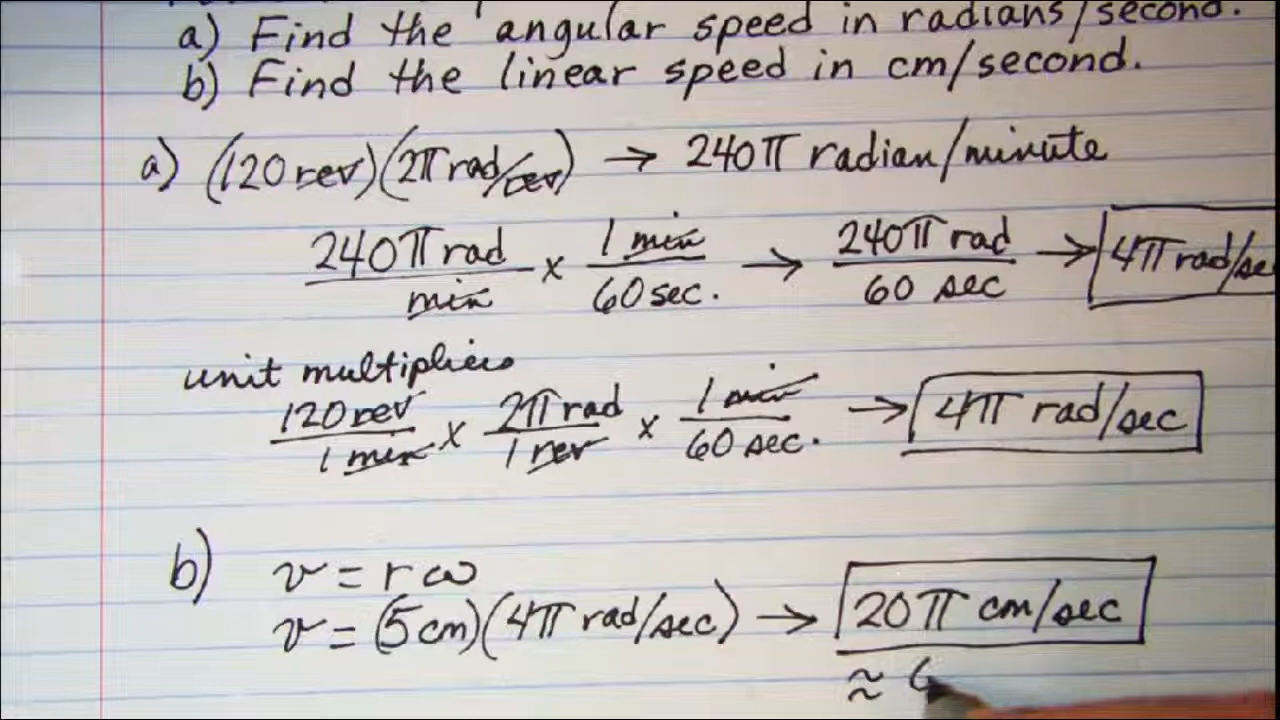 a) Find the angular speed in radians/second.
b) Find the linear speed in cm/second.
a) (120 rev)(2π rad/rev) → 240π radian/minute
240π rad/min × 1 min/60 sec. → 240π rad/60 sec → 4π rad/se
unit multipliers
120 rev/1 min × 2π rad/1 rev × 1 min/60 sec. → 4π rad/sec
b) v = rω
v = (5cm)(4π rad/sec) → 20π cm/sec
≈ 6